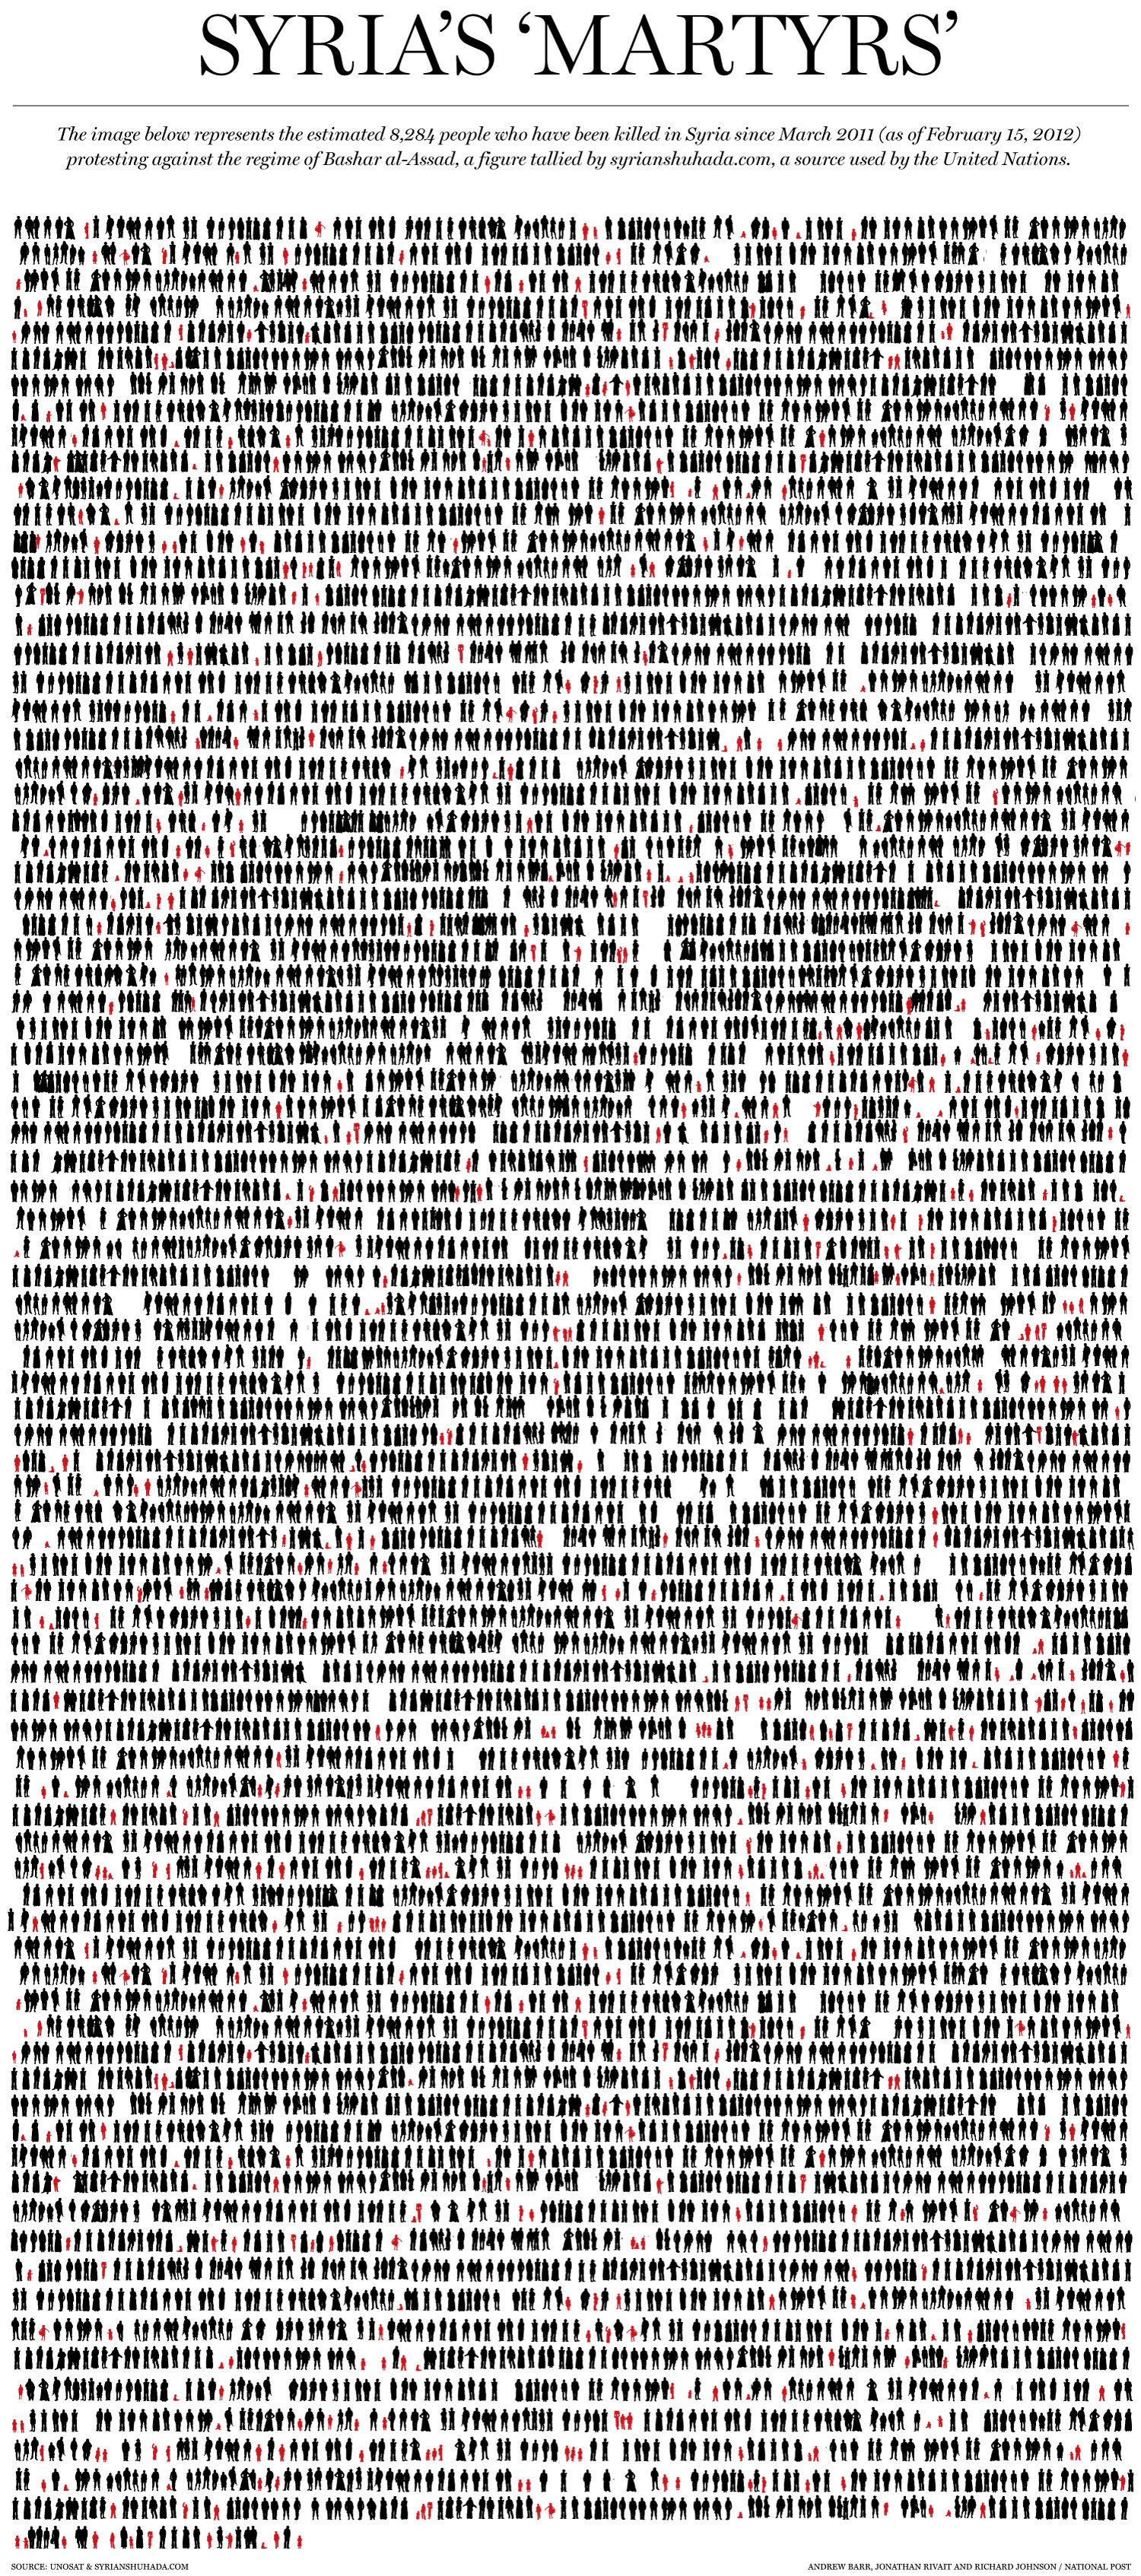 SYRIA’S ‘MARTYRS’
The image below represents the estimated 8,284 people who have been killed in Syria since March 2011 (as of February 15, 2012)
protesting against the regime of Bashar al-Assad, a figure tallied by syrianshuhada.com, a source used by the United Nations.
SOURCE: UNOSAT & SYRIANSHUHADA.COM
ANDREW BARR, JONATHAN RIVAIT AND RICHARD JOHNSON / NATIONAL POST